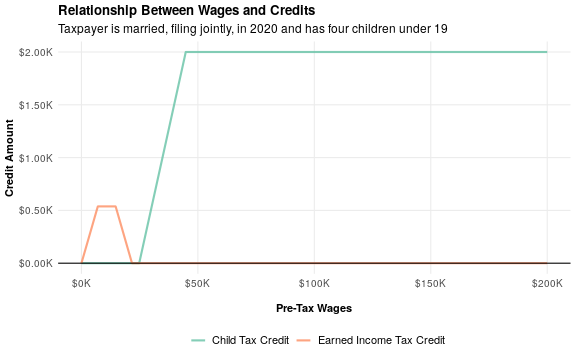 Relationship Between Wages and Credits
Taxpayer is married, filing jointly, in 2020 and has four children under 19
Credit Amount
$2.00K
$1.50K
$1.00K
$0.50K
$0.00K
$0K $50K $100K $150K $200K
Pre-Tax Wages
Child Tax Credit Earned Income Tax Credit